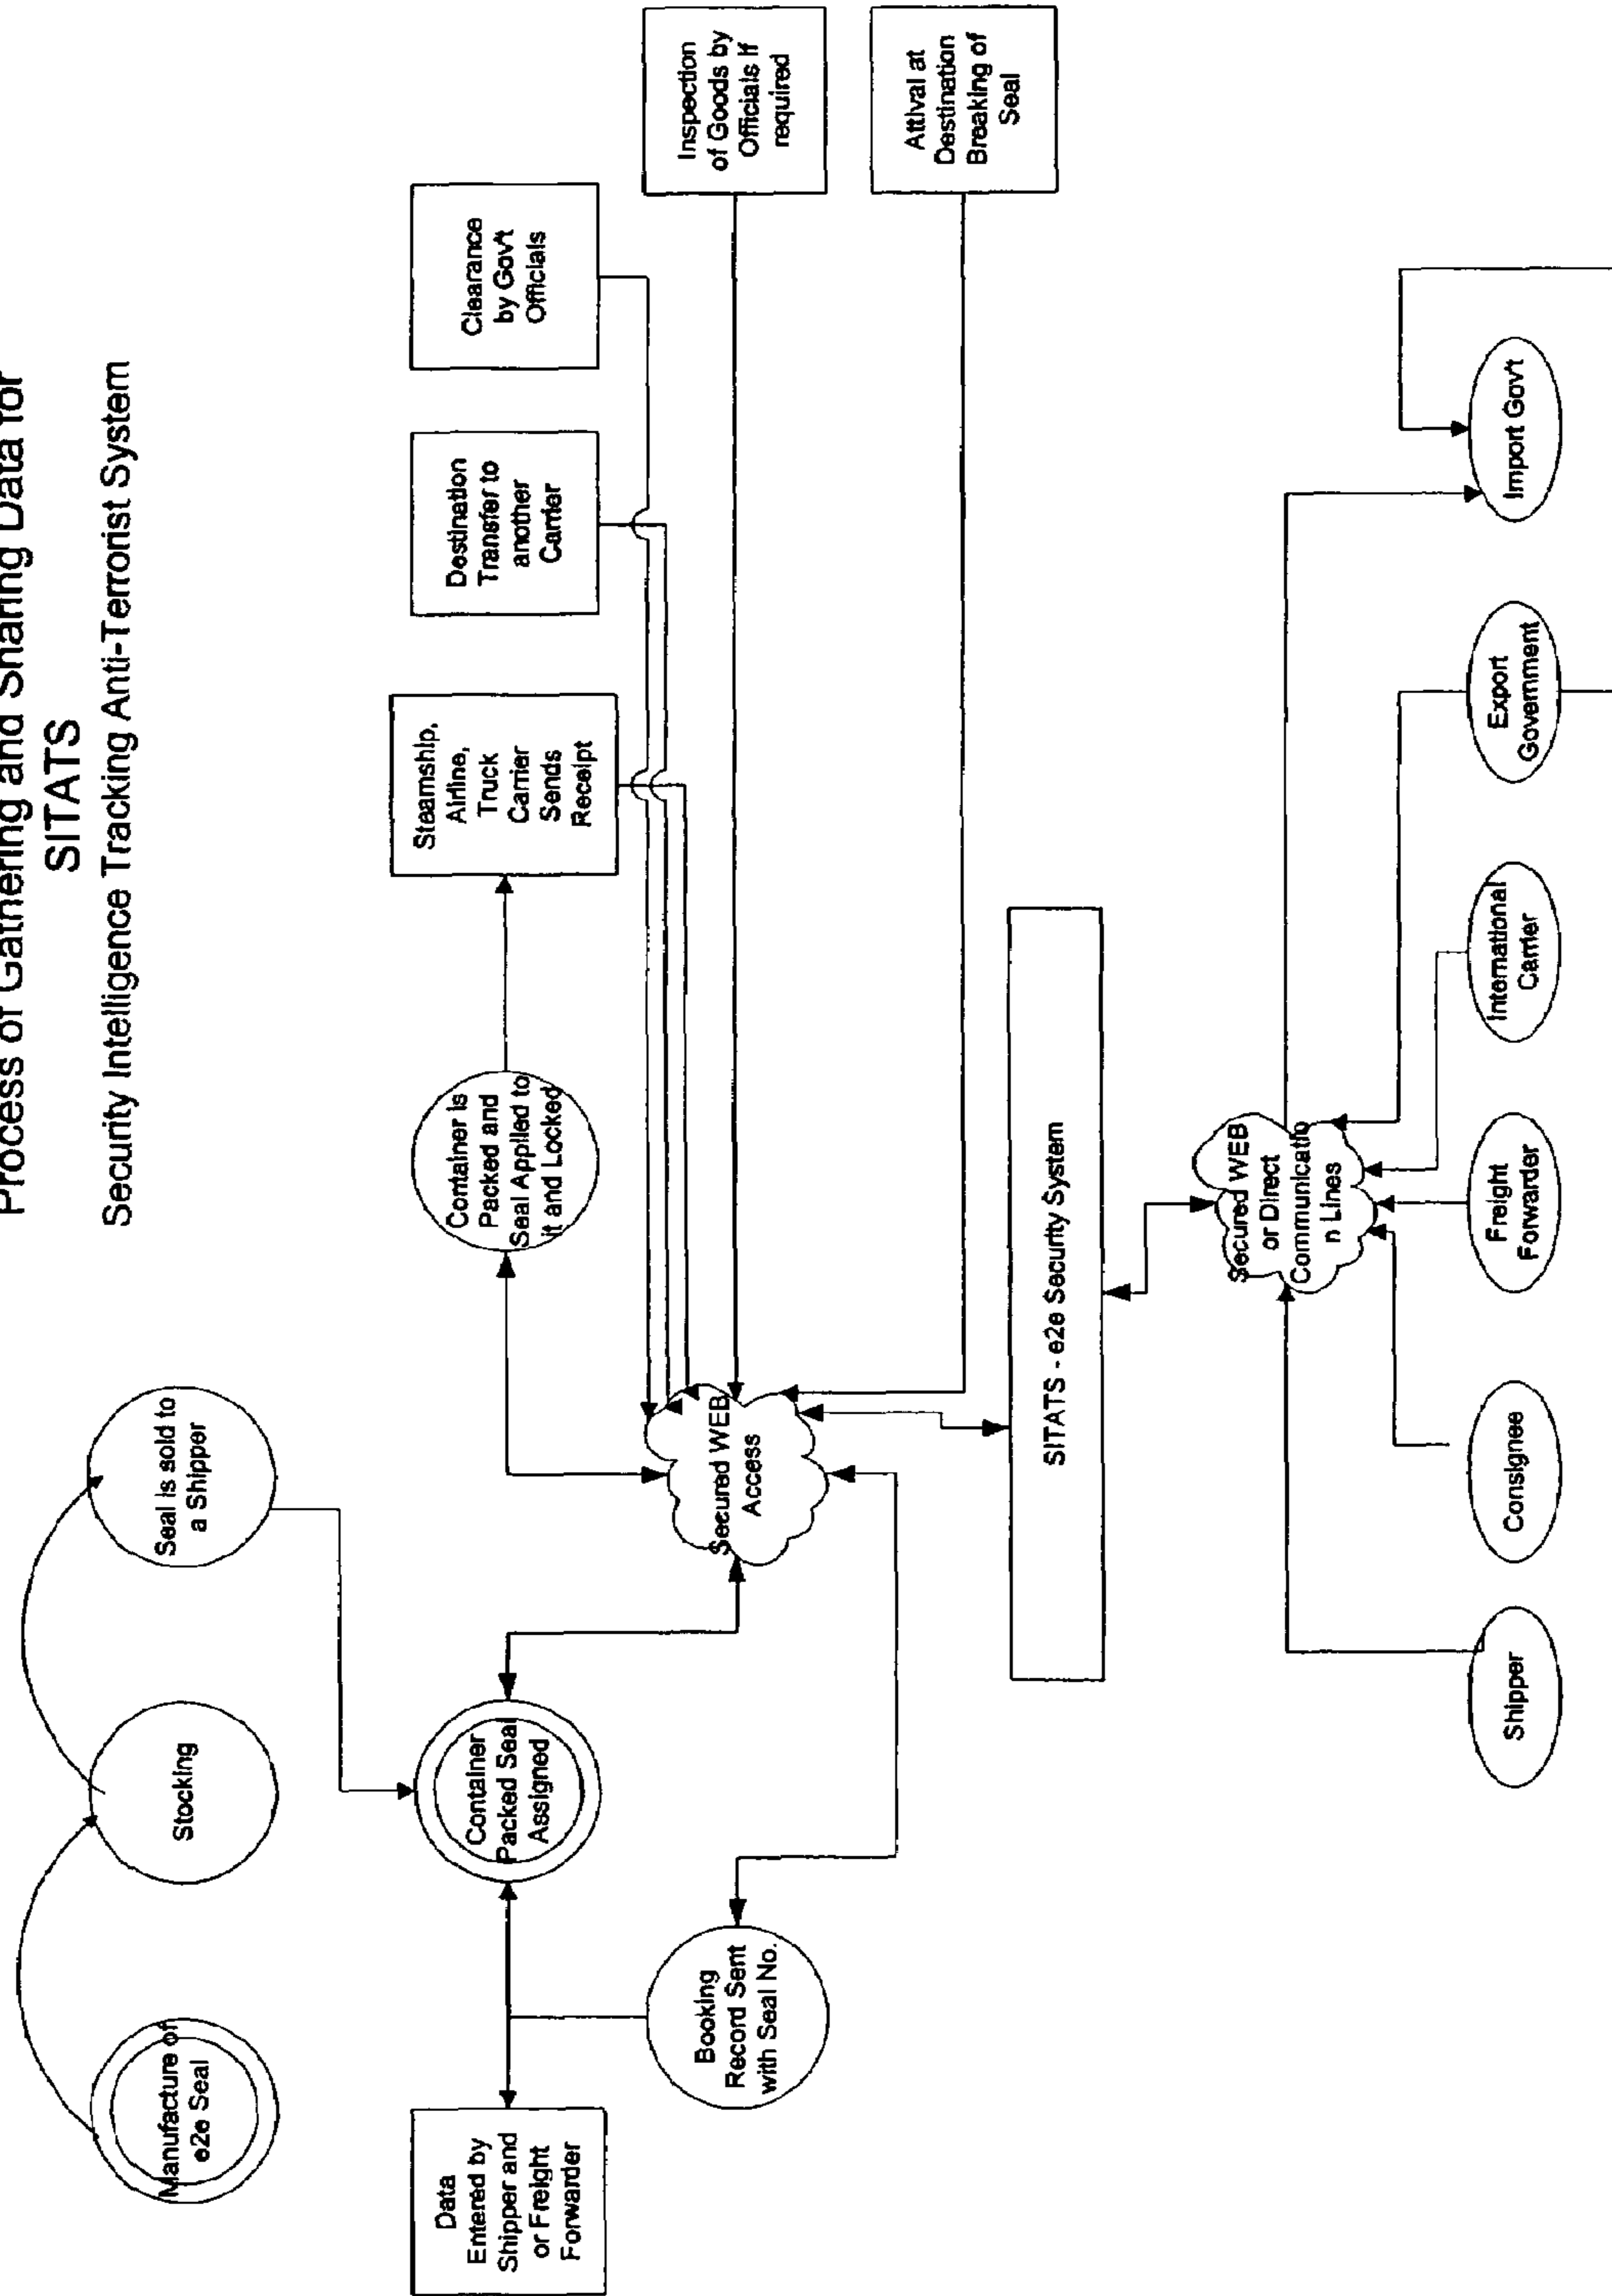 Process of Gathering and Sharing Data for
SITATS
Security Intelligence Tracking Anti-Terrorist System
Manufacture of
e2e Seal
Stocking
Seal is sold to
a Shipper
Data
Entered by
Shipper and
or Freight
Forwarder
Container
Packed Seal
Assigned
Container is
Packed and
Seal Applied to
it and Locked
Steamship,
Airline,
Truck
Carrier
Sends
Receipt
Destination
Transfer to
another
Carrier
Clearance
by Gov't
Officials
Booking
Record Sent
with Seal No.
Secured WEB
Access
Inspection
of Goods by
Officials If
required
Attival at
Destination
Breaking of
Seal
SITATS - e2e Security System
Secured WEB
or Direct
Communicatio
n Lines
Shipper
Consignee
Freight
Forwarder
International
Carrier
Export
Government
Import Gov't